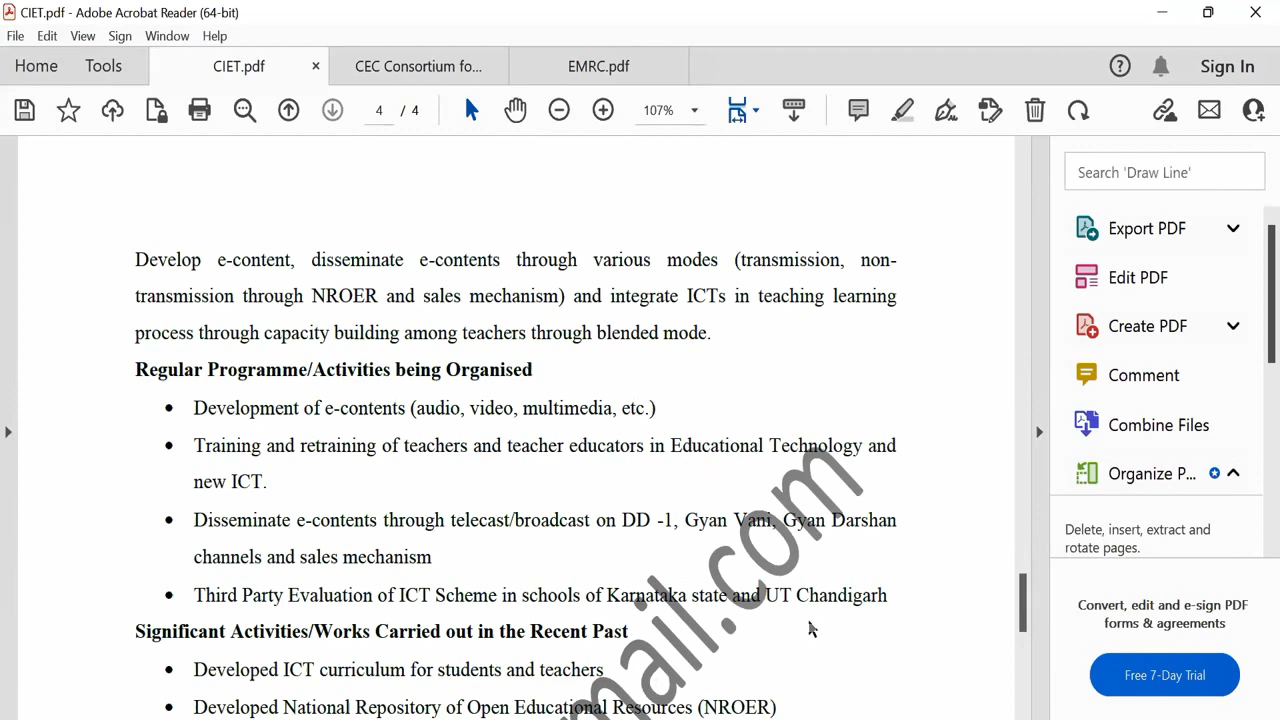 CIET.pdf - Adobe Acrobat Reader (64-bit)
File Edit View Sign Window Help
Home Tools CIET.pdf × CEC Consortium fo... EMRC.pdf Sign In
4 / 4 107%
Search 'Draw Line'
Develop e-content, disseminate e-contents through various modes (transmission, non-
transmission through NROER and sales mechanism) and integrate ICTs in teaching learning
process through capacity building among teachers through blended mode.
Regular Programme/Activities being Organised
• Development of e-contents (audio, video, multimedia, etc.)
• Training and retraining of teachers and teacher educators in Educational Technology and
new ICT.
• Disseminate e-contents through telecast/broadcast on DD -1, Gyan Vani, Gyan Darshan
channels and sales mechanism
• Third Party Evaluation of ICT Scheme in schools of Karnataka state and UT Chandigarh
Significant Activities/Works Carried out in the Recent Past
• Developed ICT curriculum for students and teachers
• Developed National Repository of Open Educational Resources (NROER)
maill.com
Export PDF
Edit PDF
Create PDF
Comment
Combine Files
Organize P...
Delete, insert, extract and
rotate pages.
Convert, edit and e-sign PDF
forms & agreements
Free 7-Day Trial